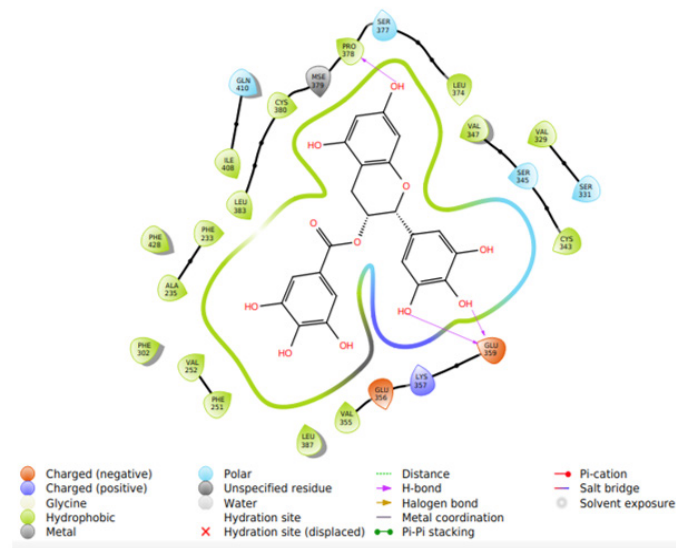 SER
377
PRO
378
MSE
379
GLN
410
CYS
380
LEU
374
OH
VAL
347
VAL
329
HO
SER
345
SER
331
ILE
408
LEU
383
O
CYS
343
PHE
233
PHE
428
O
O
OH
ALA
235
HO
OH
HO
HO
OH
GLU
359
PHE
302
VAL
252
PHE
251
LYS
357
GLU
356
VAL
355
LEU
387
Charged (negative)
Charged (positive)
Glycine
Hydrophobic
Metal
Polar
Unspecified residue
Water
Hydration site
Hydration site (displaced)
Distance
H-bond
Halogen bond
Metal coordination
Pi-Pi stacking
Pi-cation
Salt bridge
Solvent exposure